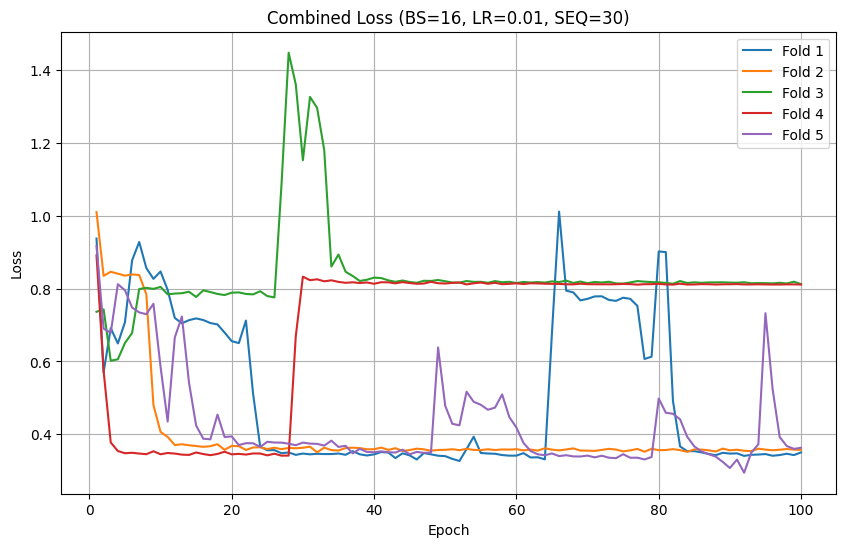 Combined Loss (BS=16, LR=0.01, SEQ=30)
Fold 1
Fold 2
Fold 3
Fold 4
Fold 5
1.4
1.2
1.0
0.8
0.6
0.4
Loss
0
20
40
60
80
100
Epoch